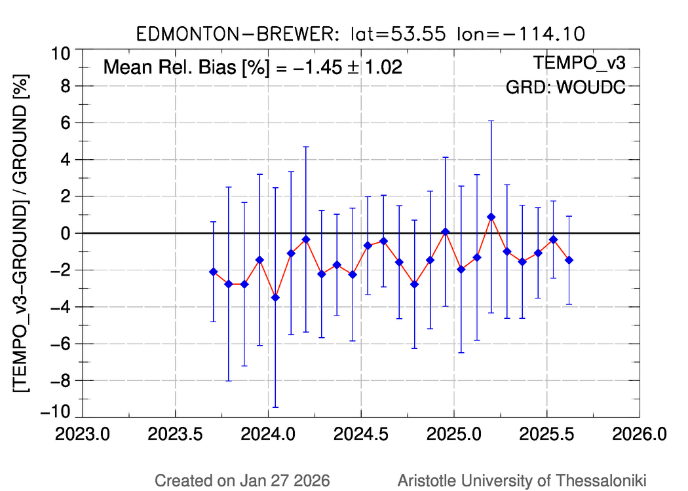 EDMONTON−BREWER: lat=53.55 lon=−114.10
Mean Rel. Bias [%] = −1.45 ± 1.02
TEMPO_v3
GRD: WOUDC
[TEMPO_v3−GROUND] / GROUND [%]
10
8
6
4
2
0
−2
−4
−6
−8
−10
2023.0 2023.5 2024.0 2024.5 2025.0 2025.5 2026.0
Created on Jan 27 2026 Aristotle University of Thessaloniki